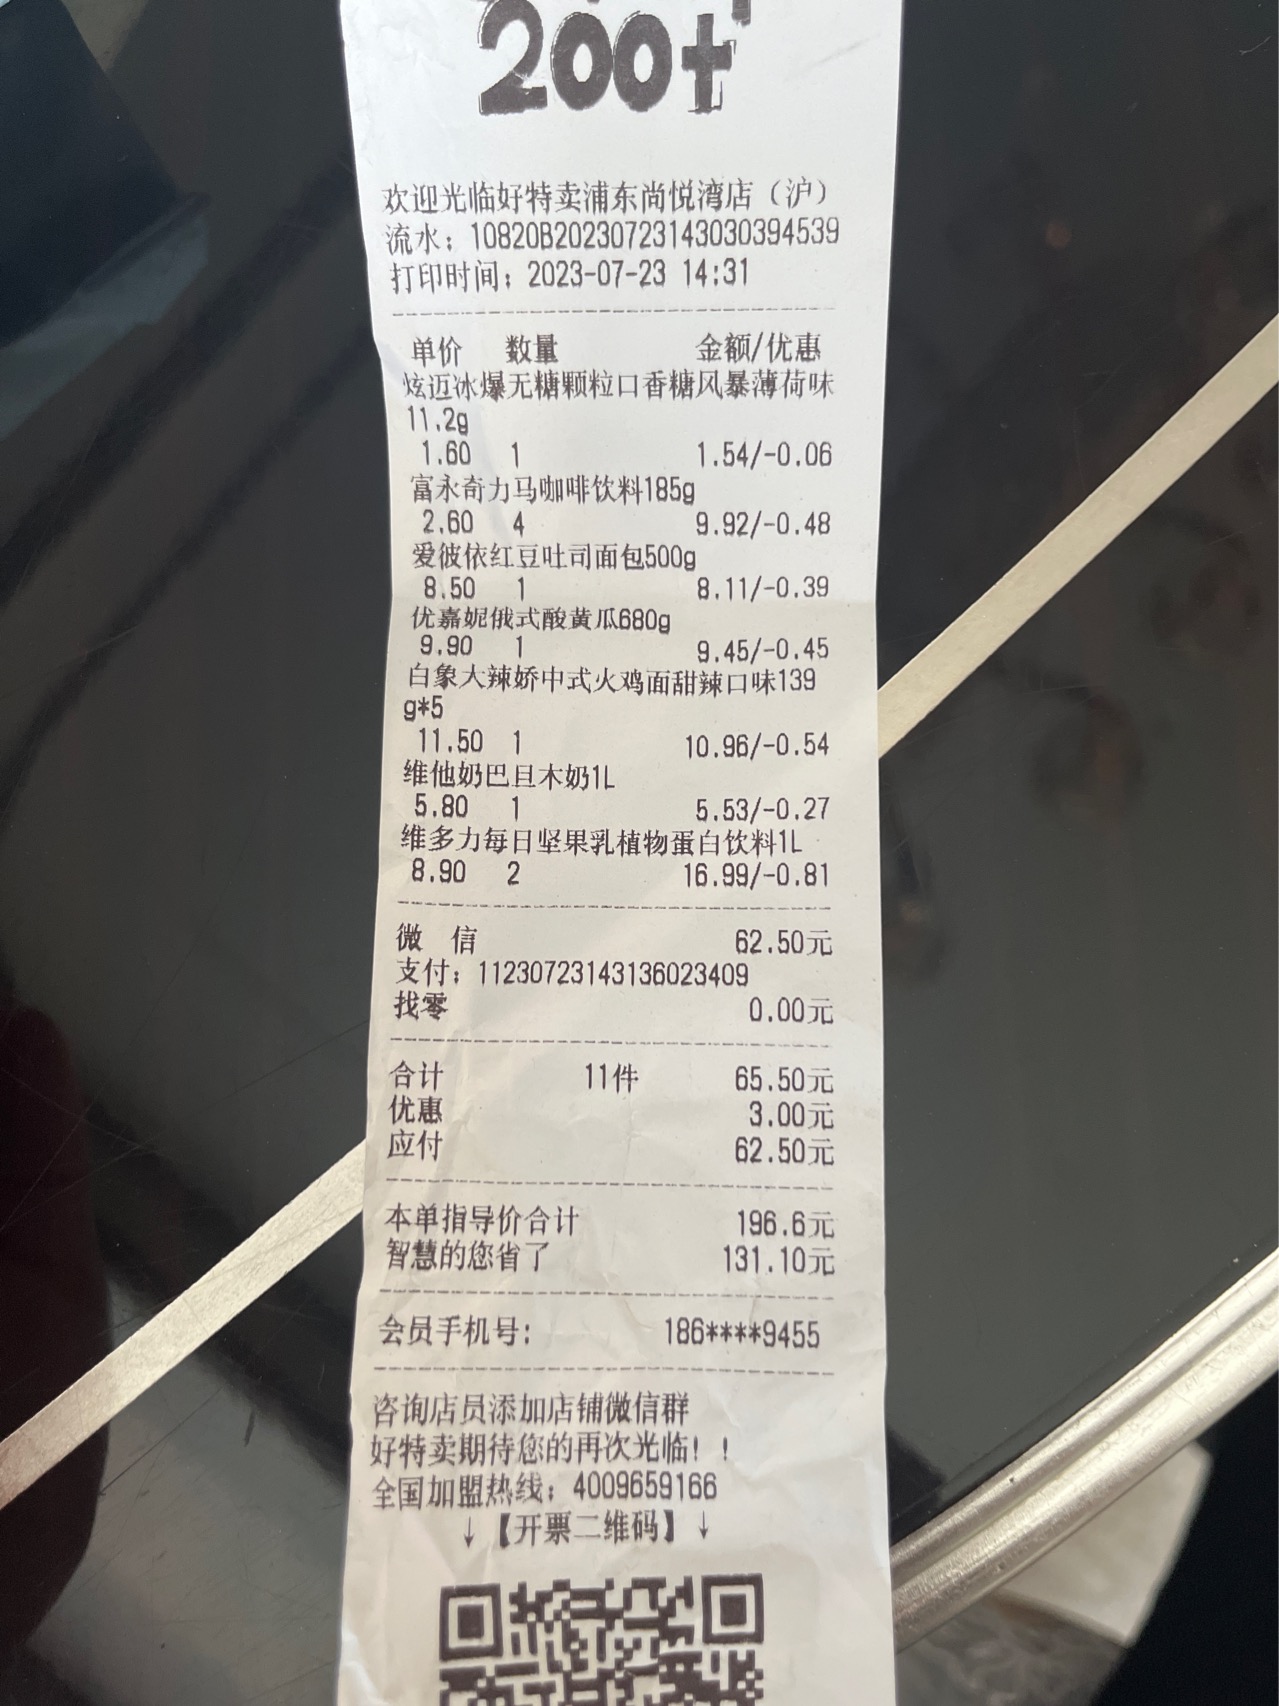 200+
欢迎光临好特卖浦东尚悦湾店（沪）
流水：10820B202307231430303​94539
打印时间：2023-07-23 14:31
单价 数量 金额/优惠
炫迈冰爆无糖颗粒口香糖风暴薄荷味
11.2g
1.60 1 1.54/-0.06
富永奇力马咖啡饮料185g
2.60 4 9.92/-0.48
爱彼依红豆吐司面包500g
8.50 1 8.11/-0.39
优嘉妮俄式酸黄瓜680g
9.90 1 9.45/-0.45
白象大辣娇中式火鸡面甜辣口味139
g*5
11.50 1 10.96/-0.54
维他奶巴旦木奶1L
5.80 1 5.53/-0.27
维多力每日坚果乳植物蛋白饮料1L
8.90 2 16.99/-0.81
微 信 62.50元
支付：11230723143136023409
找零 0.00元
合计 11件 65.50元
优惠 3.00元
应付 62.50元
本单指导价合计 196.6元
智慧的您省了 131.10元
会员手机号: 186****9455
咨询店员添加店铺微信群
好特卖期待您的再次光临！！
全国加盟热线：4009659166
↓【开票二维码】↓